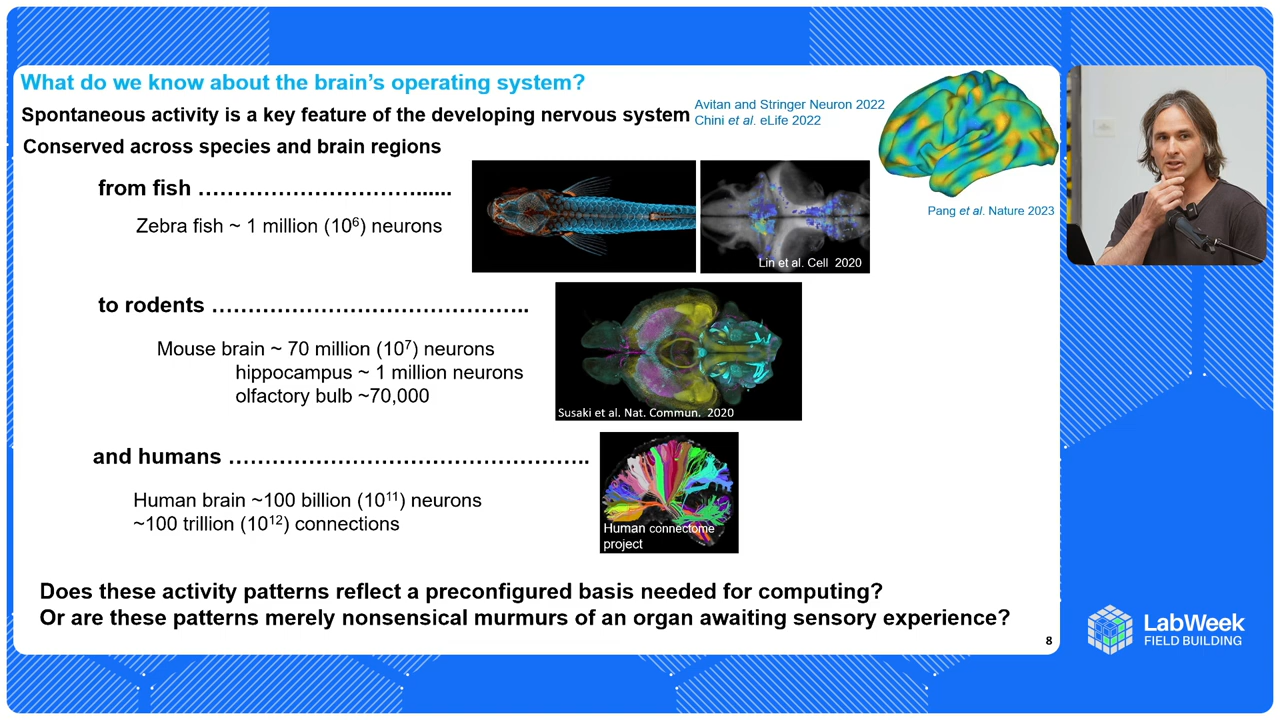 What do we know about the brain's operating system?
Spontaneous activity is a key feature of the developing nervous system
Avitan and Stringer Neuron 2022
Chini et al. eLife 2022
Conserved across species and brain regions
from fish ………………………......
Zebra fish ~ 1 million (10⁶) neurons
Lin et al. Cell 2020
Pang et al. Nature 2023
to rodents …………………………………..
Mouse brain ~ 70 million (10⁷) neurons
hippocampus ~ 1 million neurons
olfactory bulb ~70,000
Susaki et al. Nat. Commun. 2020
and humans ……………………………………..
Human brain ~100 billion (10¹¹) neurons
~100 trillion (10¹²) connections
Human connectome
project
Does these activity patterns reflect a preconfigured basis needed for computing?
Or are these patterns merely nonsensical murmurs of an organ awaiting sensory experience?
8
LabWeek
FIELD BUILDING